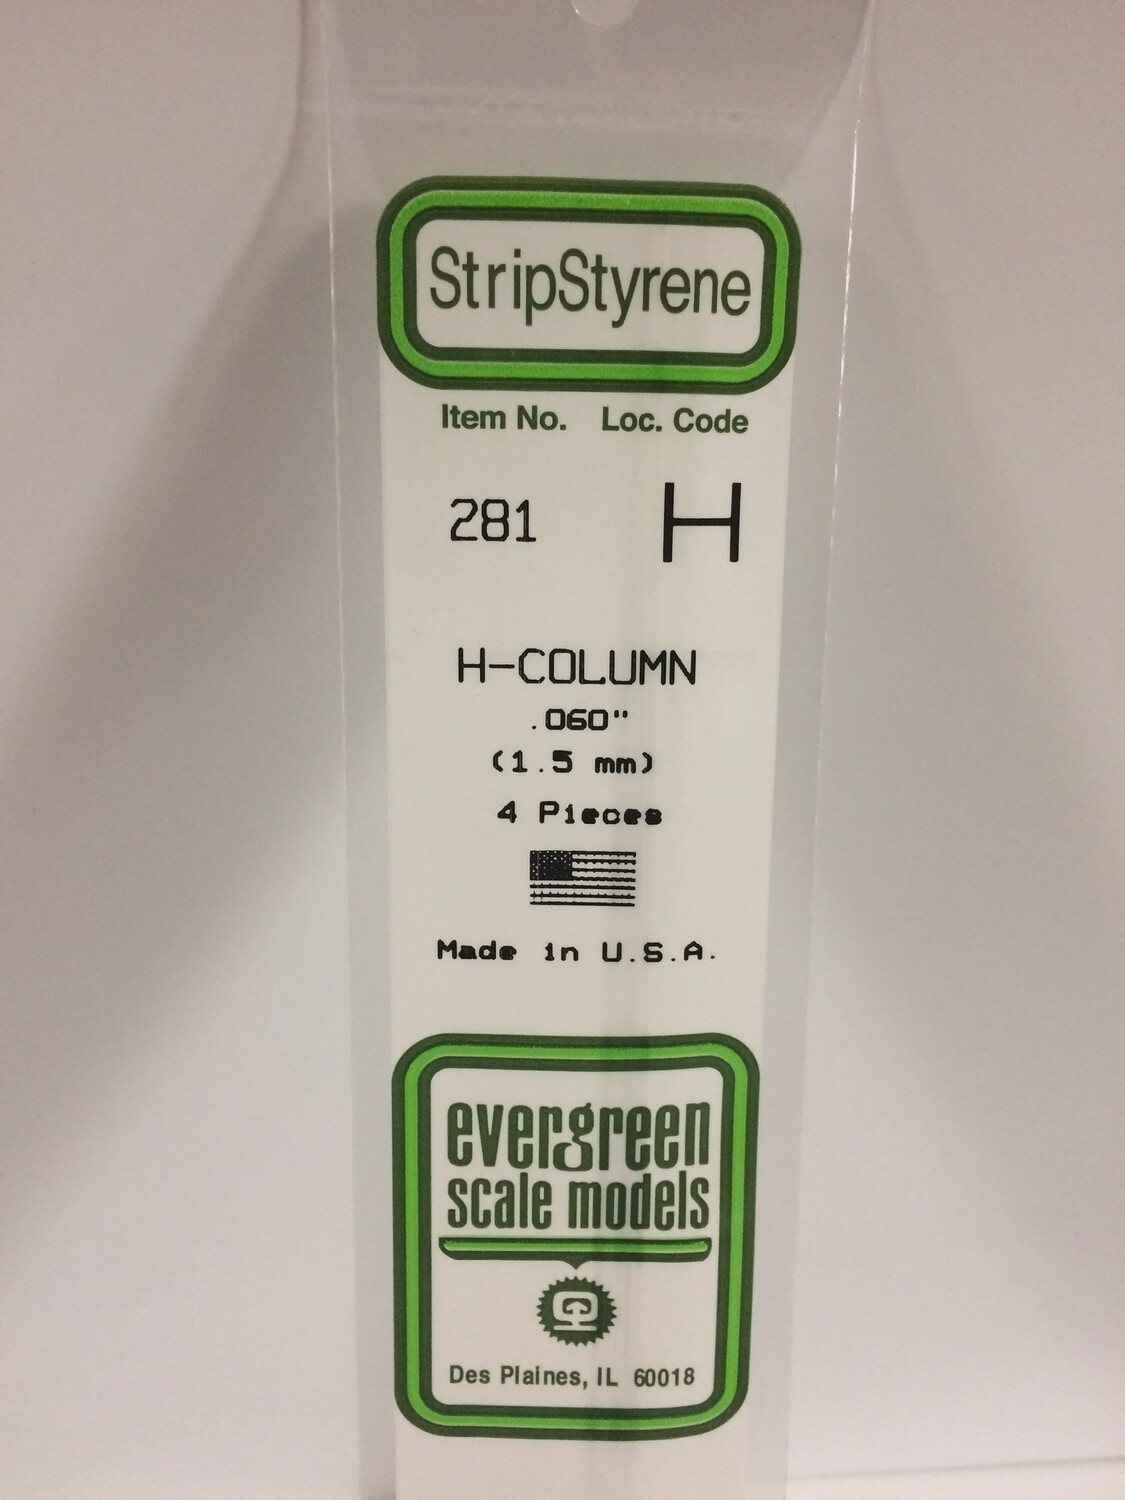 StripStyrene
Item No. Loc. Code
281 H
H-COLUMN
.060"
(1.5 mm)
4 Pieces
Made in U.S.A.
evergreen
scale models
Des Plaines, IL 60018